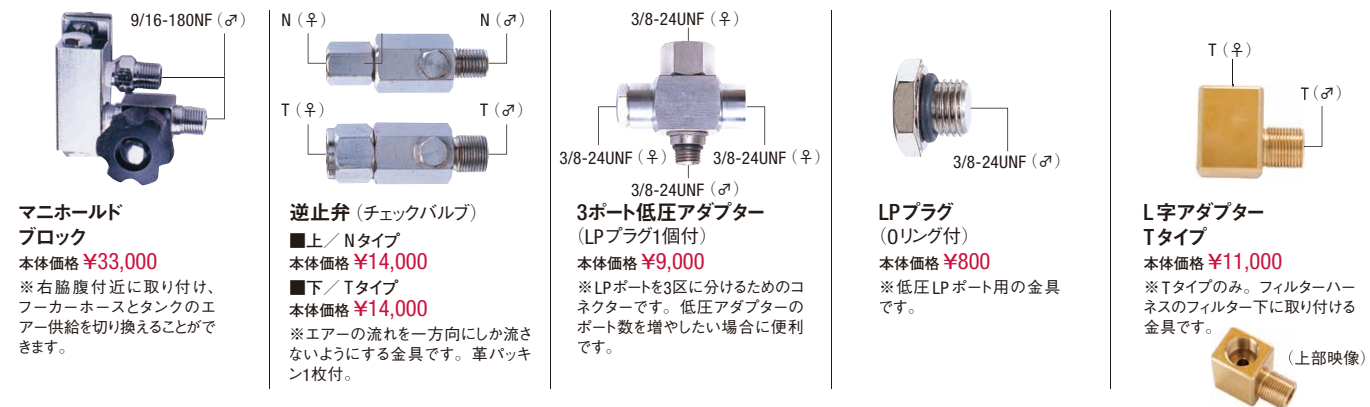 9/16-180NF（♂）
マニホールド
ブロック
本体価格 ¥33,000
※右脇腹付近に取り付け、
フーカーホースとタンクのエ
アー供給を切り換えることがで
きます。
N（♀）
N（♂）
T（♀）
T（♂）
逆止弁（チェックバルブ）
■上／Nタイプ
本体価格 ¥14,000
■下／Tタイプ
本体価格 ¥14,000
※エアーの流れを一方向にしか流さ
ないようにする金具です。革パッキ
ン1枚付。
3/8-24UNF（♀）
3/8-24UNF（♀）
3/8-24UNF（♀）
3/8-24UNF（♂）
3ポート低圧アダプター
（LPプラグ1個付）
本体価格 ¥9,000
※LPポートを3区に分けるためのコ
ネクターです。低圧アダプターの
ポート数を増やしたい場合に便利
です。
3/8-24UNF（♂）
LPプラグ
（Oリング付）
本体価格 ¥800
※低圧LPポート用の金具
です。
T（♀）
T（♂）
L字アダプター
Tタイプ
本体価格 ¥11,000
※Tタイプのみ。フィルターハー
ネスのフィルター下に取り付ける
金具です。
（上部映像）